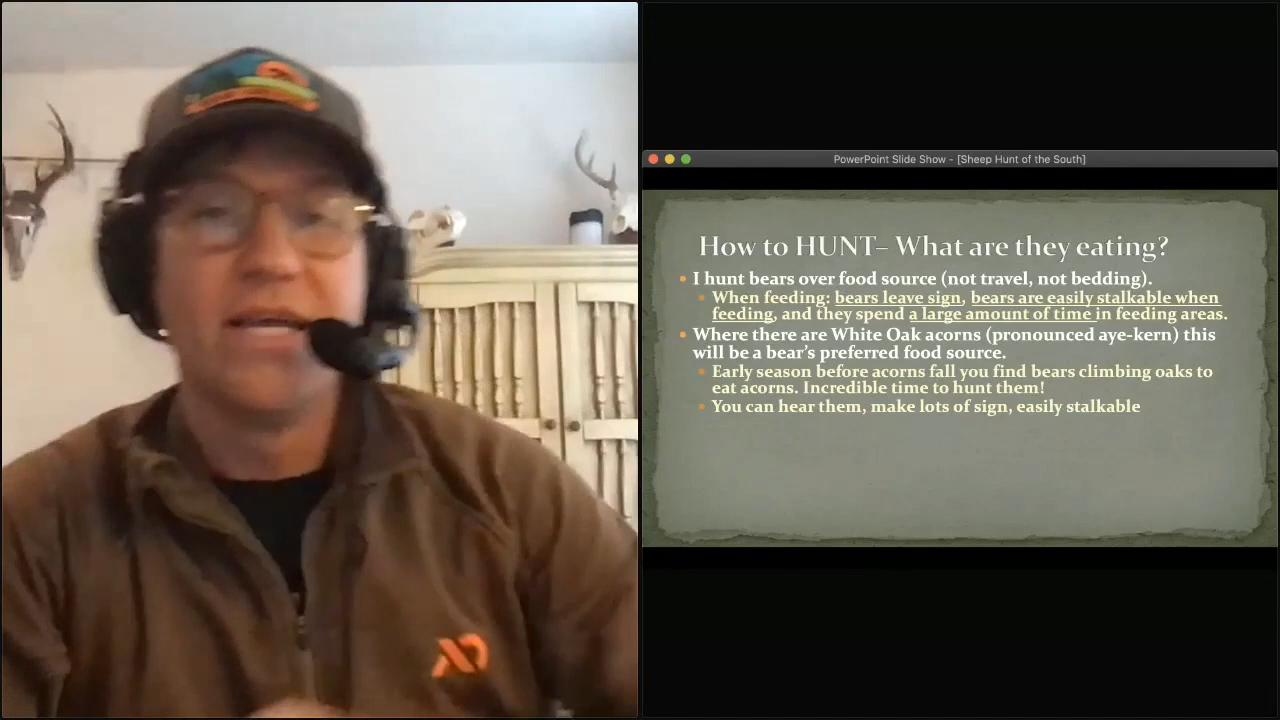 PowerPoint Slide Show - [Sheep Hunt of the South]
How to HUNT– What are they eating?
• I hunt bears over food source (not travel, not bedding).
• When feeding: bears leave sign, bears are easily stalkable when
feeding, and they spend a large amount of time in feeding areas.
• Where there are White Oak acorns (pronounced aye-kern) this
will be a bear's preferred food source.
• Early season before acorns fall you find bears climbing oaks to
eat acorns. Incredible time to hunt them!
• You can hear them, make lots of sign, easily stalkable